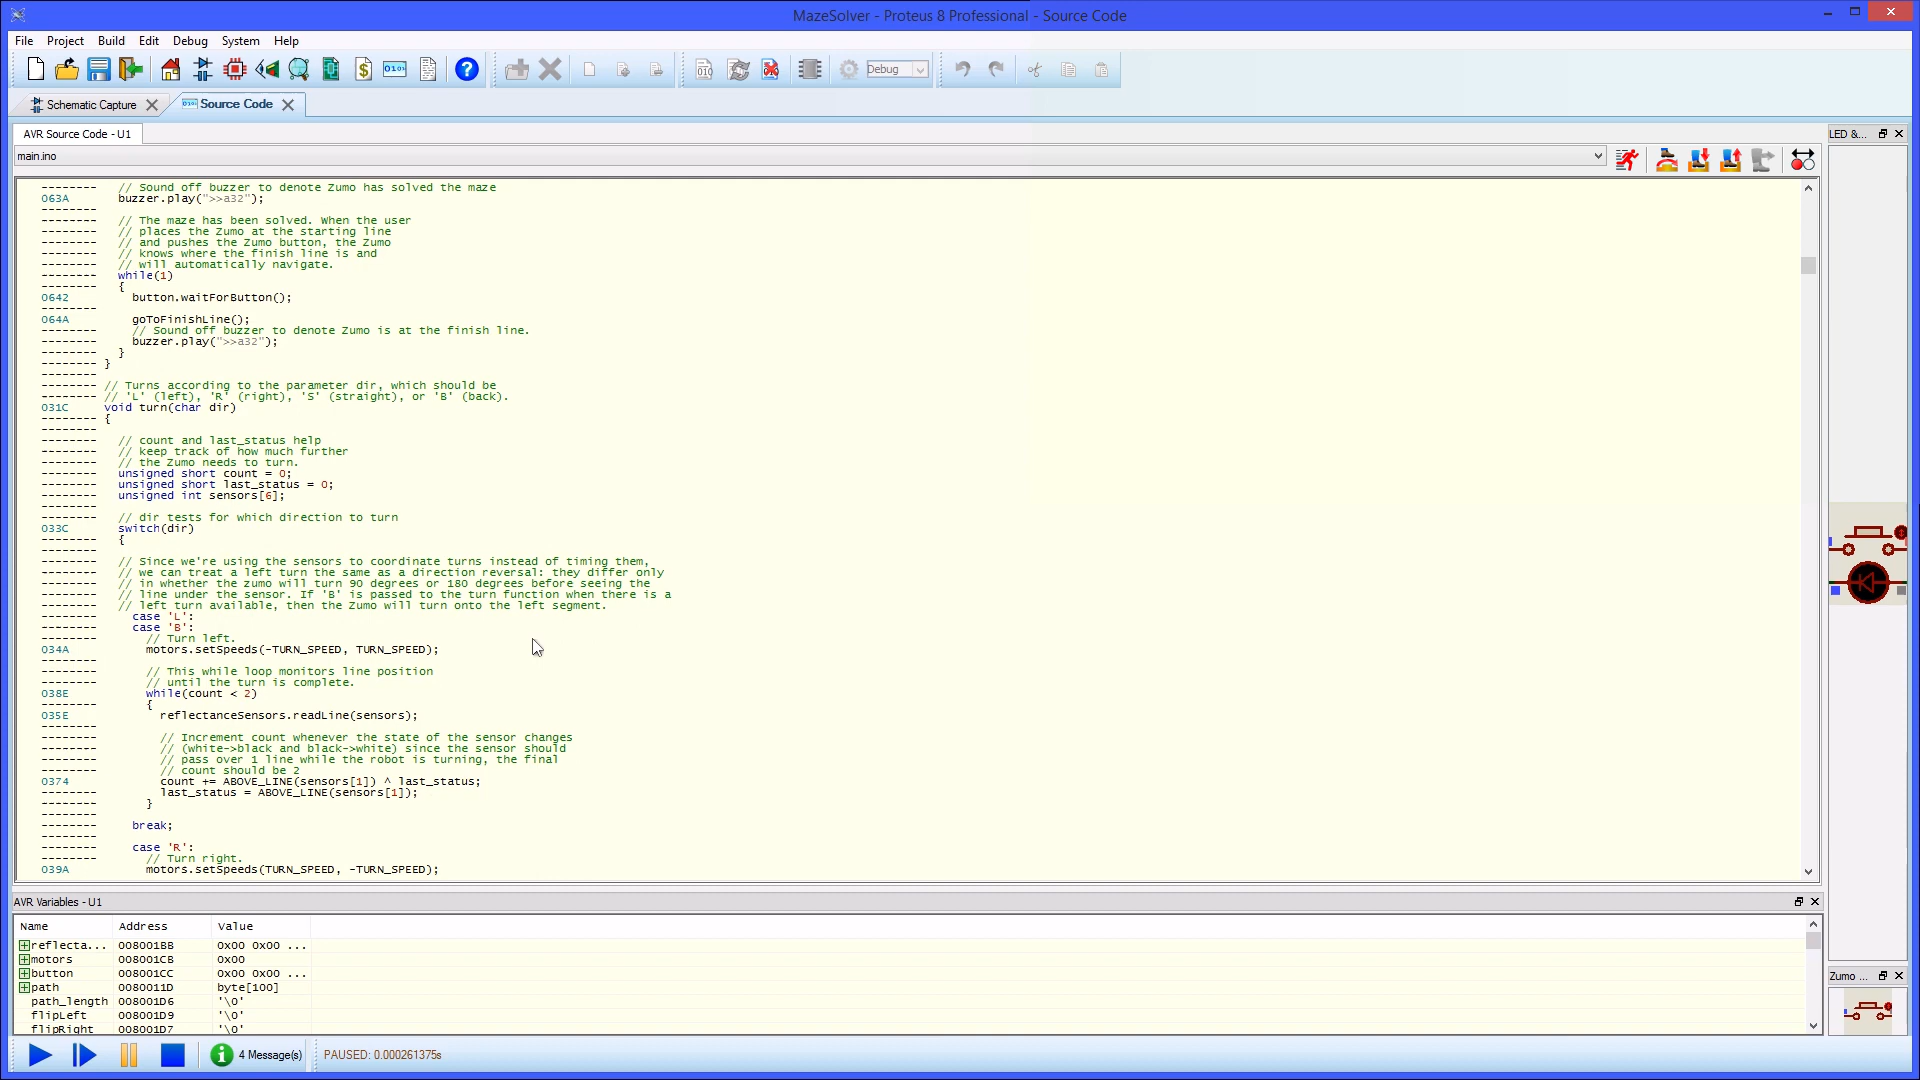 MazeSolver - Proteus 8 Professional - Source Code
File Project Build Edit Debug System Help
Debug
Schematic Capture
Source Code
AVR Source Code - U1
LED &...
main.ino
-------- // Sound off buzzer to denote Zumo has solved the maze
063A buzzer.play(">>a32");
--------
-------- // The maze has been solved. When the user
-------- // places the Zumo at the starting line
-------- // and pushes the Zumo button, the Zumo
-------- // knows where the finish line is and
-------- // will automatically navigate.
-------- while(1)
-------- {
0642 button.waitForButton();
--------
064A goToFinishLine();
-------- // Sound off buzzer to denote Zumo is at the finish line.
-------- buzzer.play(">>a32");
-------- }
-------- }
--------
-------- // Turns according to the parameter dir, which should be
-------- // 'L' (left), 'R' (right), 'S' (straight), or 'B' (back).
031C void turn(char dir)
-------- {
--------
-------- // count and last_status help
-------- // keep track of how much further
-------- // the Zumo needs to turn.
-------- unsigned short count = 0;
-------- unsigned short last_status = 0;
-------- unsigned int sensors[6];
--------
-------- // dir tests for which direction to turn
033C switch(dir)
-------- {
--------
-------- // Since we're using the sensors to coordinate turns instead of timing them,
-------- // we can treat a left turn the same as a direction reversal: they differ only
-------- // in whether the zumo will turn 90 degrees or 180 degrees before seeing the
-------- // line under the sensor. If 'B' is passed to the turn function when there is a
-------- // left turn available, then the Zumo will turn onto the left segment.
-------- case 'L':
-------- case 'B':
-------- // Turn left.
034A motors.setSpeeds(-TURN_SPEED, TURN_SPEED);
--------
-------- // This while loop monitors line position
-------- // until the turn is complete.
038E while(count < 2)
-------- {
035E reflectanceSensors.readLine(sensors);
--------
-------- // Increment count whenever the state of the sensor changes
-------- // (white->black and black->white) since the sensor should
-------- // pass over 1 line while the robot is turning, the final
-------- // count should be 2
0374 count += ABOVE_LINE(sensors[1]) ^ last_status;
-------- last_status = ABOVE_LINE(sensors[1]);
-------- }
--------
-------- break;
--------
-------- case 'R':
-------- // Turn right.
039A motors.setSpeeds(TURN_SPEED, -TURN_SPEED);
AVR Variables - U1
Name Address Value
reflecta... 008001BB 0x00 0x00 ...
motors 008001CB 0x00
button 008001CC 0x00 0x00 ...
path 0080011D byte[100]
path_length 008001D6 '\0'
flipLeft 008001D9 '\0'
flipRight 008001D7 '\0'
Zumo ...
4 Message(s)
PAUSED: 0.000261375s